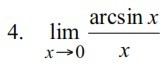 4. lim x→0 arcsin x / x